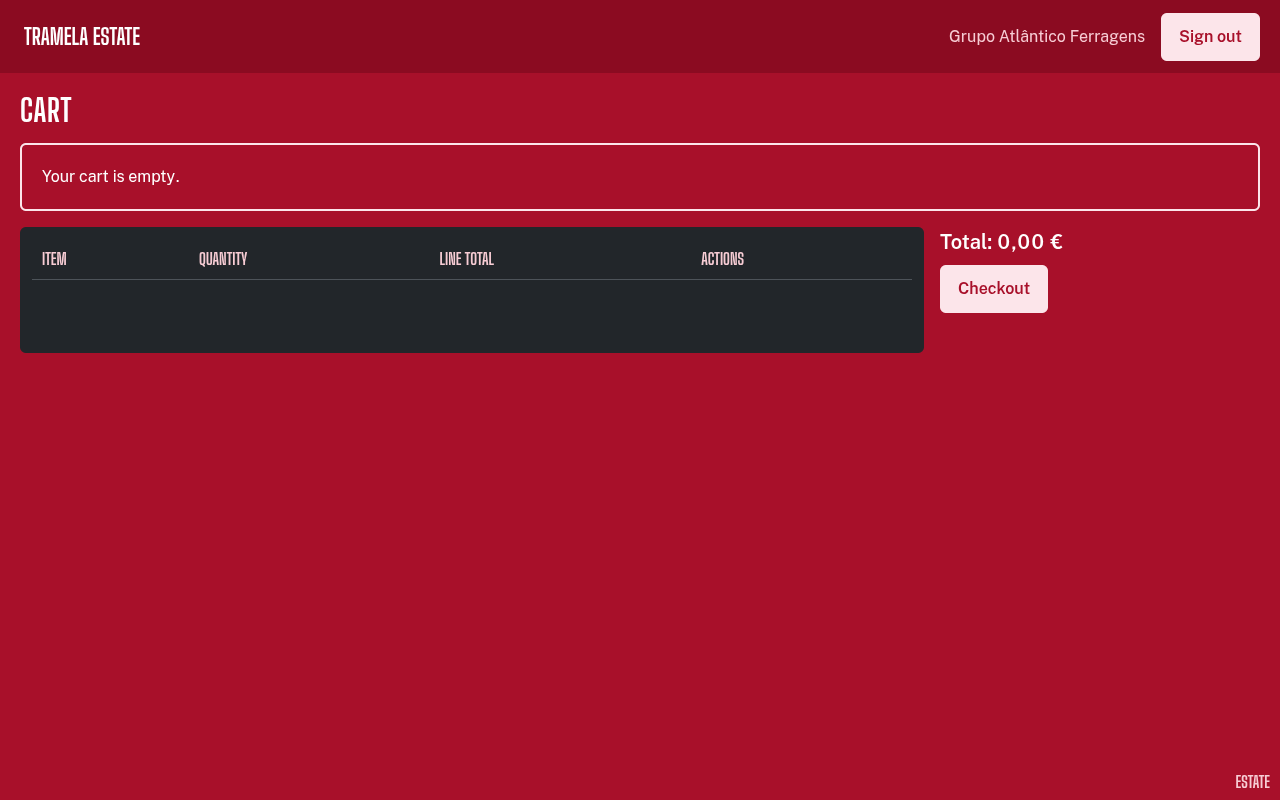 TRAMELA ESTATE
Grupo Atlântico Ferragens
Sign out
CART
Your cart is empty.
ITEM QUANTITY LINE TOTAL ACTIONS
Total: 0,00 €
Checkout
ESTATE